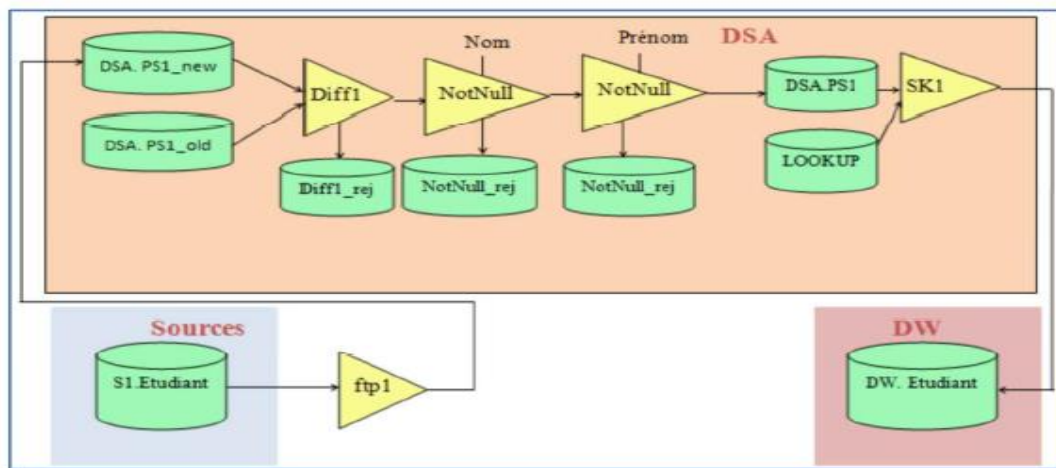 Nom
Prénom
DSA
DSA. PS1_new
Diff1
NotNull
NotNull
DSA.PS1
SK1
DSA. PS1_old
LOOKUP
Diff1_rej
NotNull_rej
NotNull_rej
Sources
DW
S1.Etudiant
ftp1
DW. Etudiant